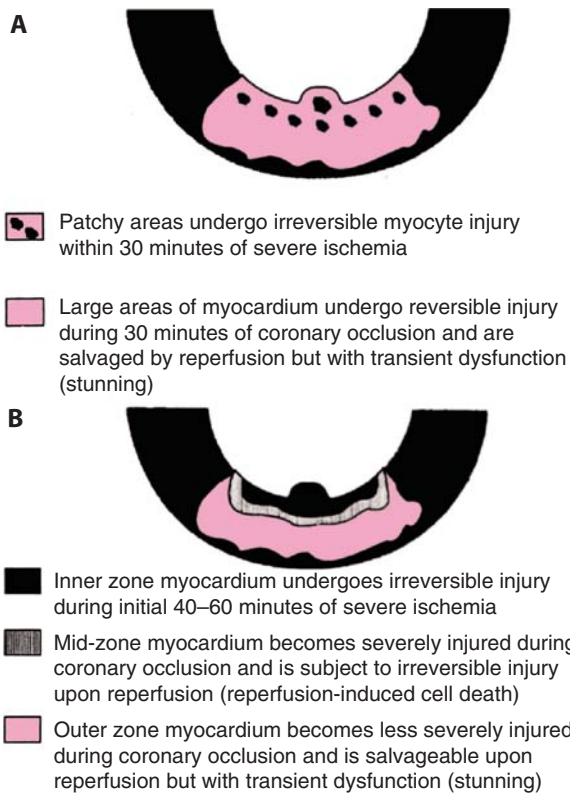 A
Patchy areas undergo irreversible myocyte injury
within 30 minutes of severe ischemia
Large areas of myocardium undergo reversible injury
during 30 minutes of coronary occlusion and are
salvaged by reperfusion but with transient dysfunction
(stunning)
B
Inner zone myocardium undergoes irreversible injury
during initial 40–60 minutes of severe ischemia
Mid-zone myocardium becomes severely injured during
coronary occlusion and is subject to irreversible injury
upon reperfusion (reperfusion-induced cell death)
Outer zone myocardium becomes less severely injured
during coronary occlusion and is salvageable upon
reperfusion but with transient dysfunction (stunning)